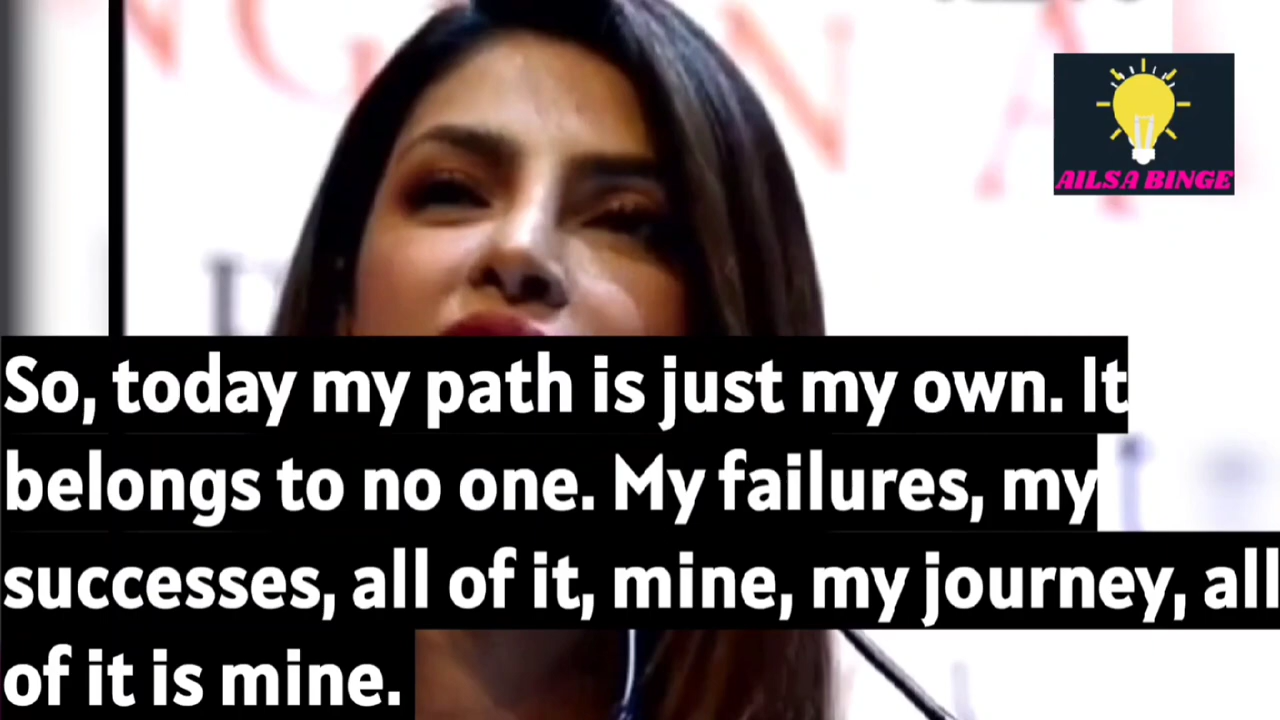 AILSA BINGE
So, today my path is just my own. It
belongs to no one. My failures, my
successes, all of it, mine, my journey, all
of it is mine.